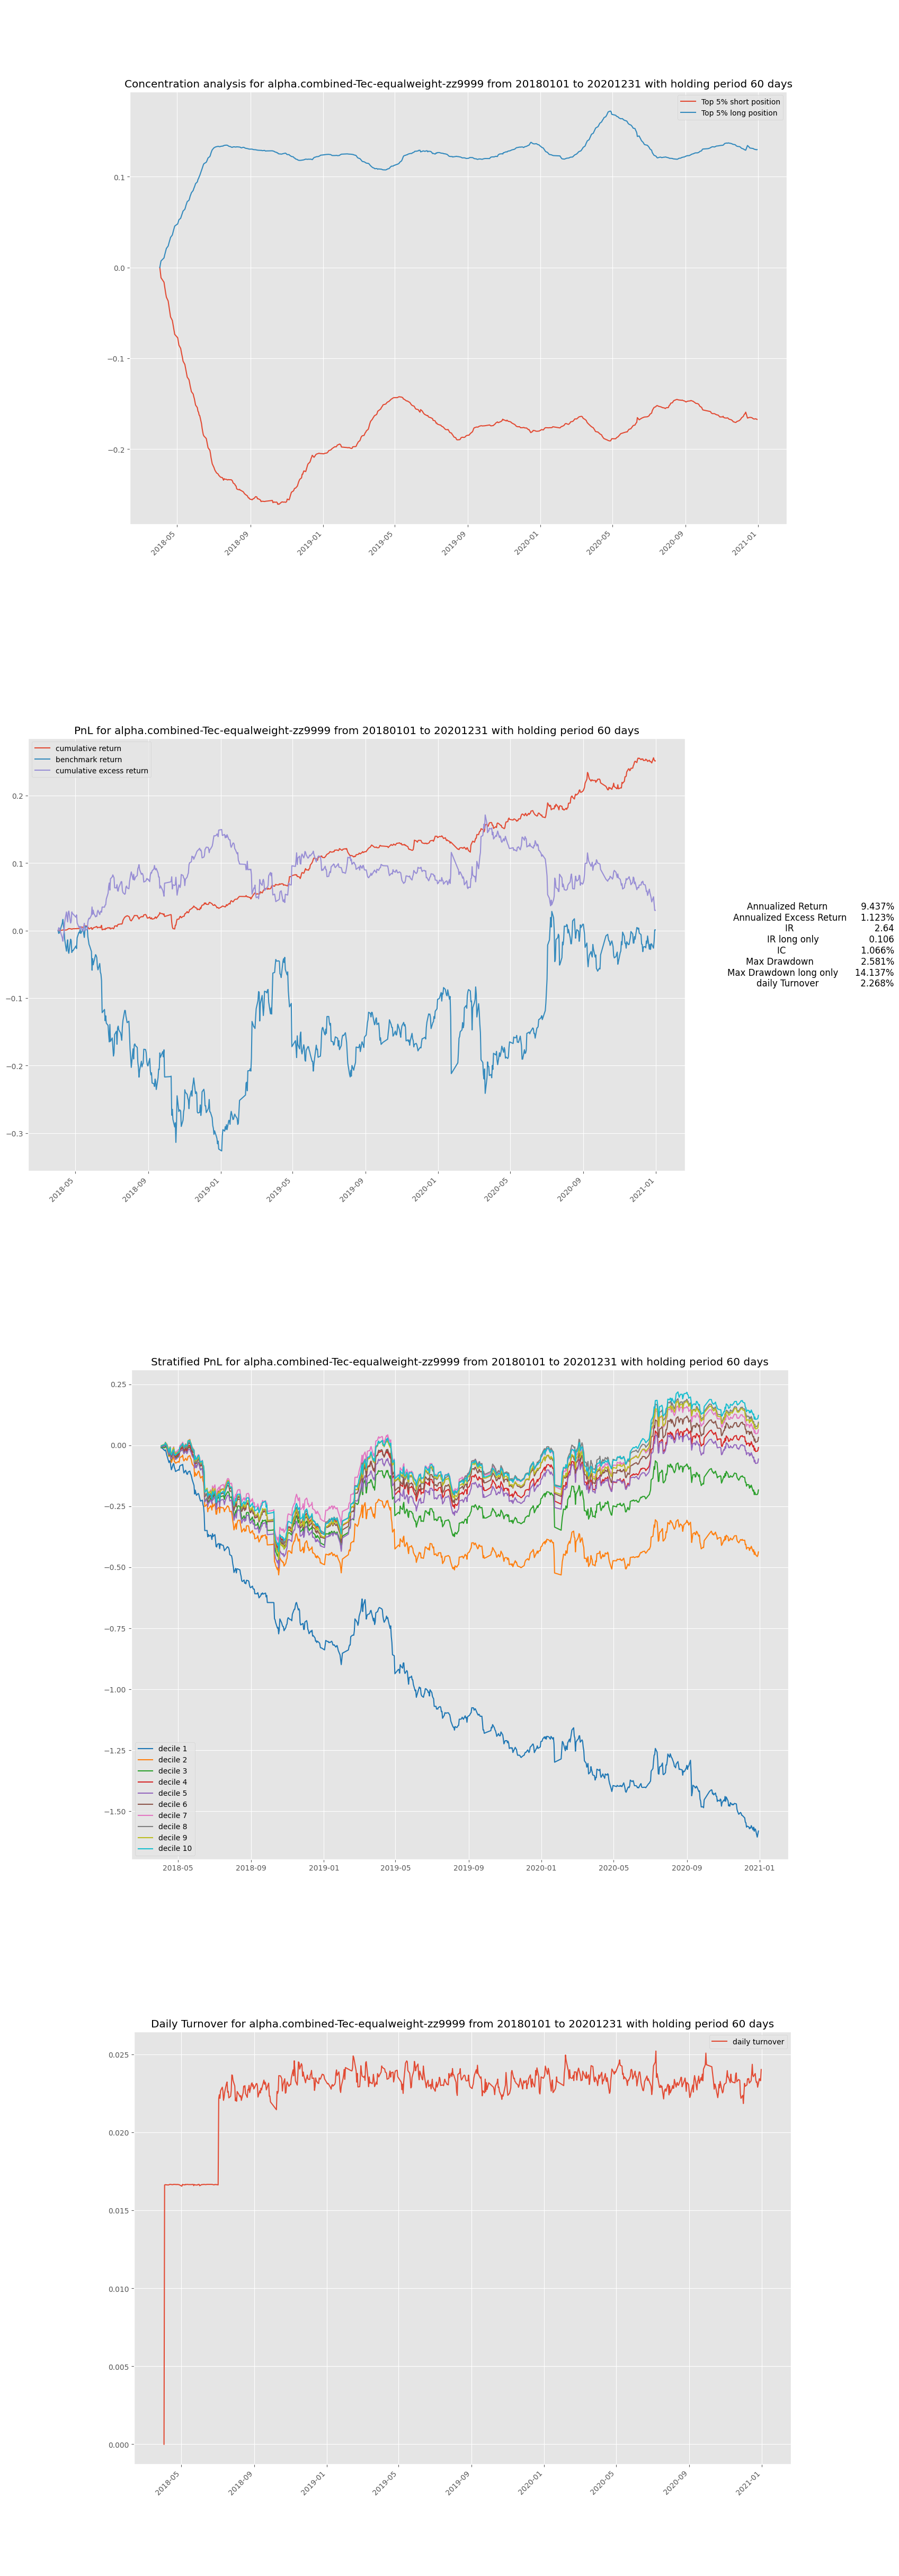 Concentration analysis for alpha.combined-Tec-equalweight-zz9999 from 20180101 to 20201231 with holding period 60 days
Top 5% short position
Top 5% long position
0.1
0.0
−0.1
−0.2
2018-05 2018-09 2019-01 2019-05 2019-09 2020-01 2020-05 2020-09 2021-01
PnL for alpha.combined-Tec-equalweight-zz9999 from 20180101 to 20201231 with holding period 60 days
cumulative return
benchmark return
cumulative excess return
0.2
0.1
0.0
−0.1
−0.2
−0.3
2018-05 2018-09 2019-01 2019-05 2019-09 2020-01 2020-05 2020-09 2021-01
Annualized Return 9.437%
Annualized Excess Return 1.123%
IR 2.64
IR long only 0.106
IC 1.066%
Max Drawdown 2.581%
Max Drawdown long only 14.137%
daily Turnover 2.268%
Stratified PnL for alpha.combined-Tec-equalweight-zz9999 from 20180101 to 20201231 with holding period 60 days
0.25
0.00
−0.25
−0.50
−0.75
−1.00
−1.25
−1.50
decile 1
decile 2
decile 3
decile 4
decile 5
decile 6
decile 7
decile 8
decile 9
decile 10
2018-05 2018-09 2019-01 2019-05 2019-09 2020-01 2020-05 2020-09 2021-01
Daily Turnover for alpha.combined-Tec-equalweight-zz9999 from 20180101 to 20201231 with holding period 60 days
daily turnover
0.025
0.020
0.015
0.010
0.005
0.000
2018-05 2018-09 2019-01 2019-05 2019-09 2020-01 2020-05 2020-09 2021-01